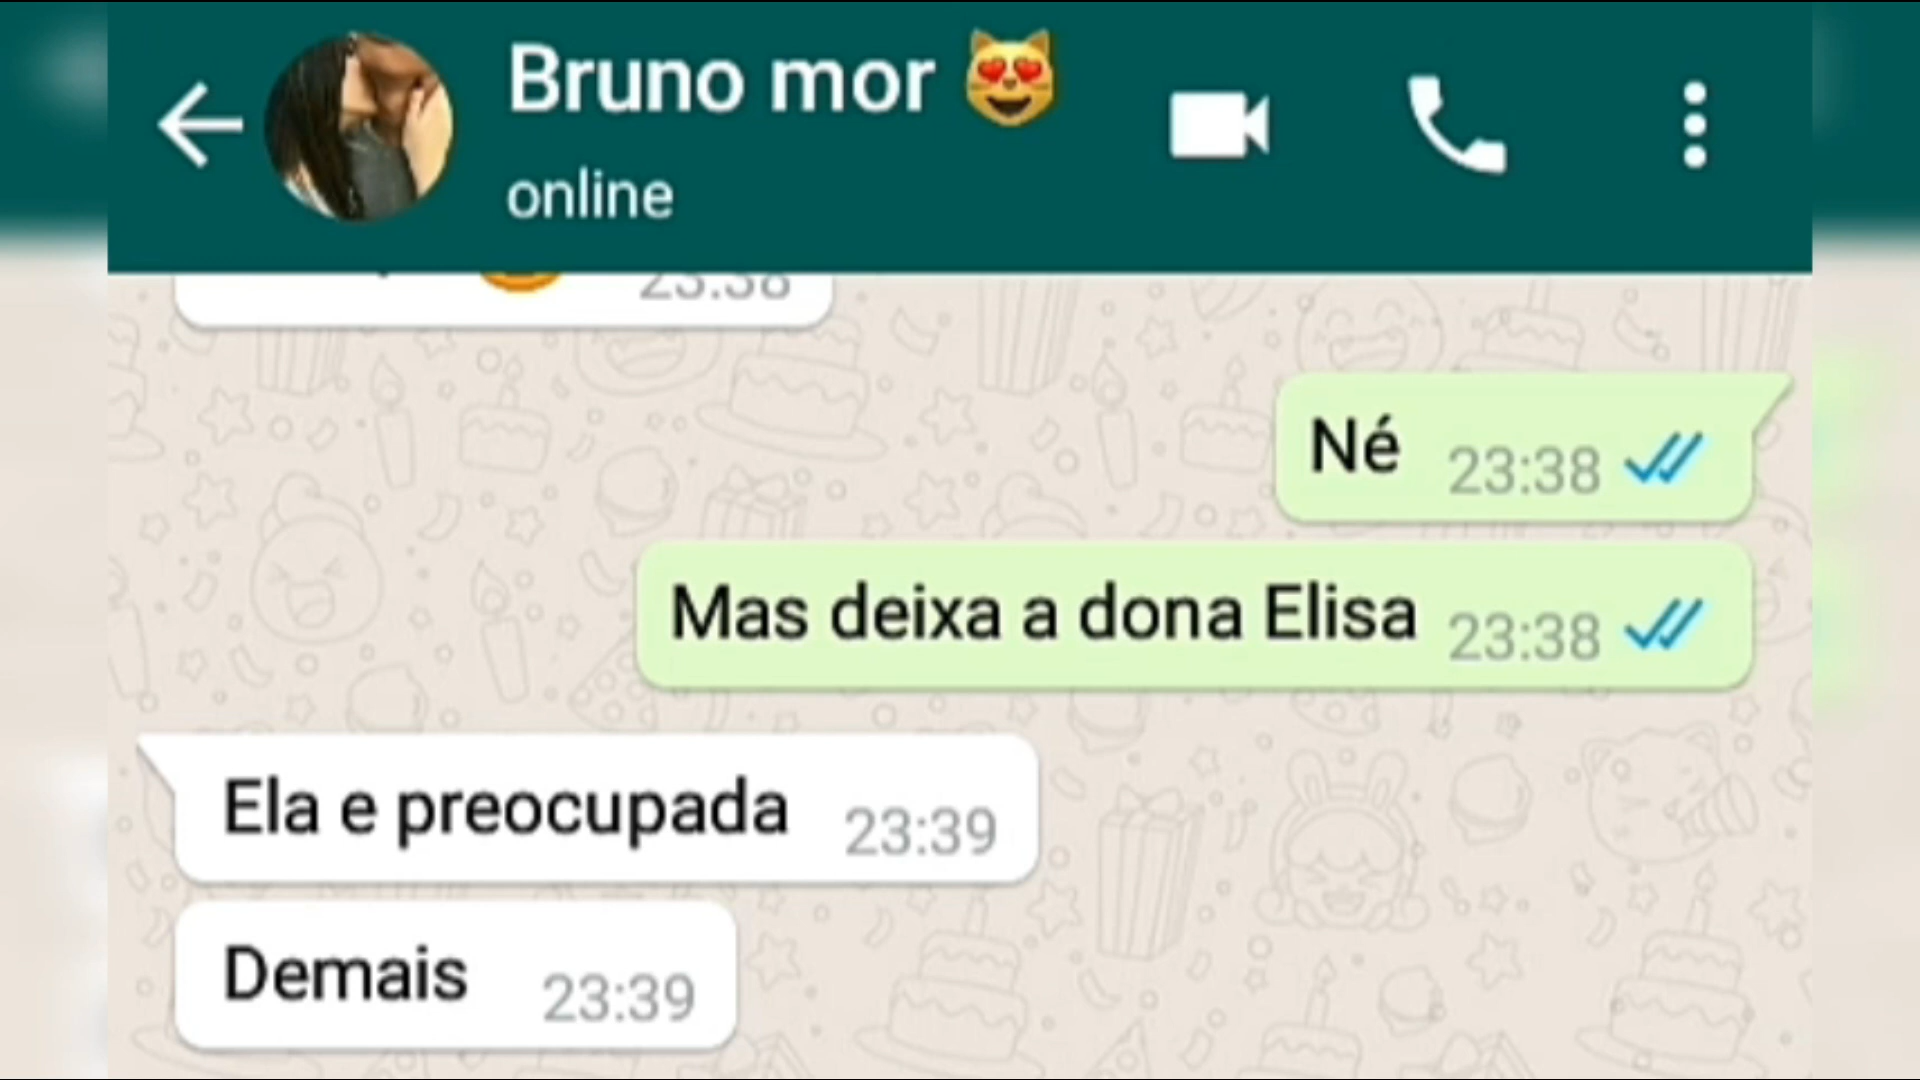 Bruno mor 😻
online
23:38
Né 23:38
Mas deixa a dona Elisa 23:38
Ela e preocupada 23:39
Demais 23:39